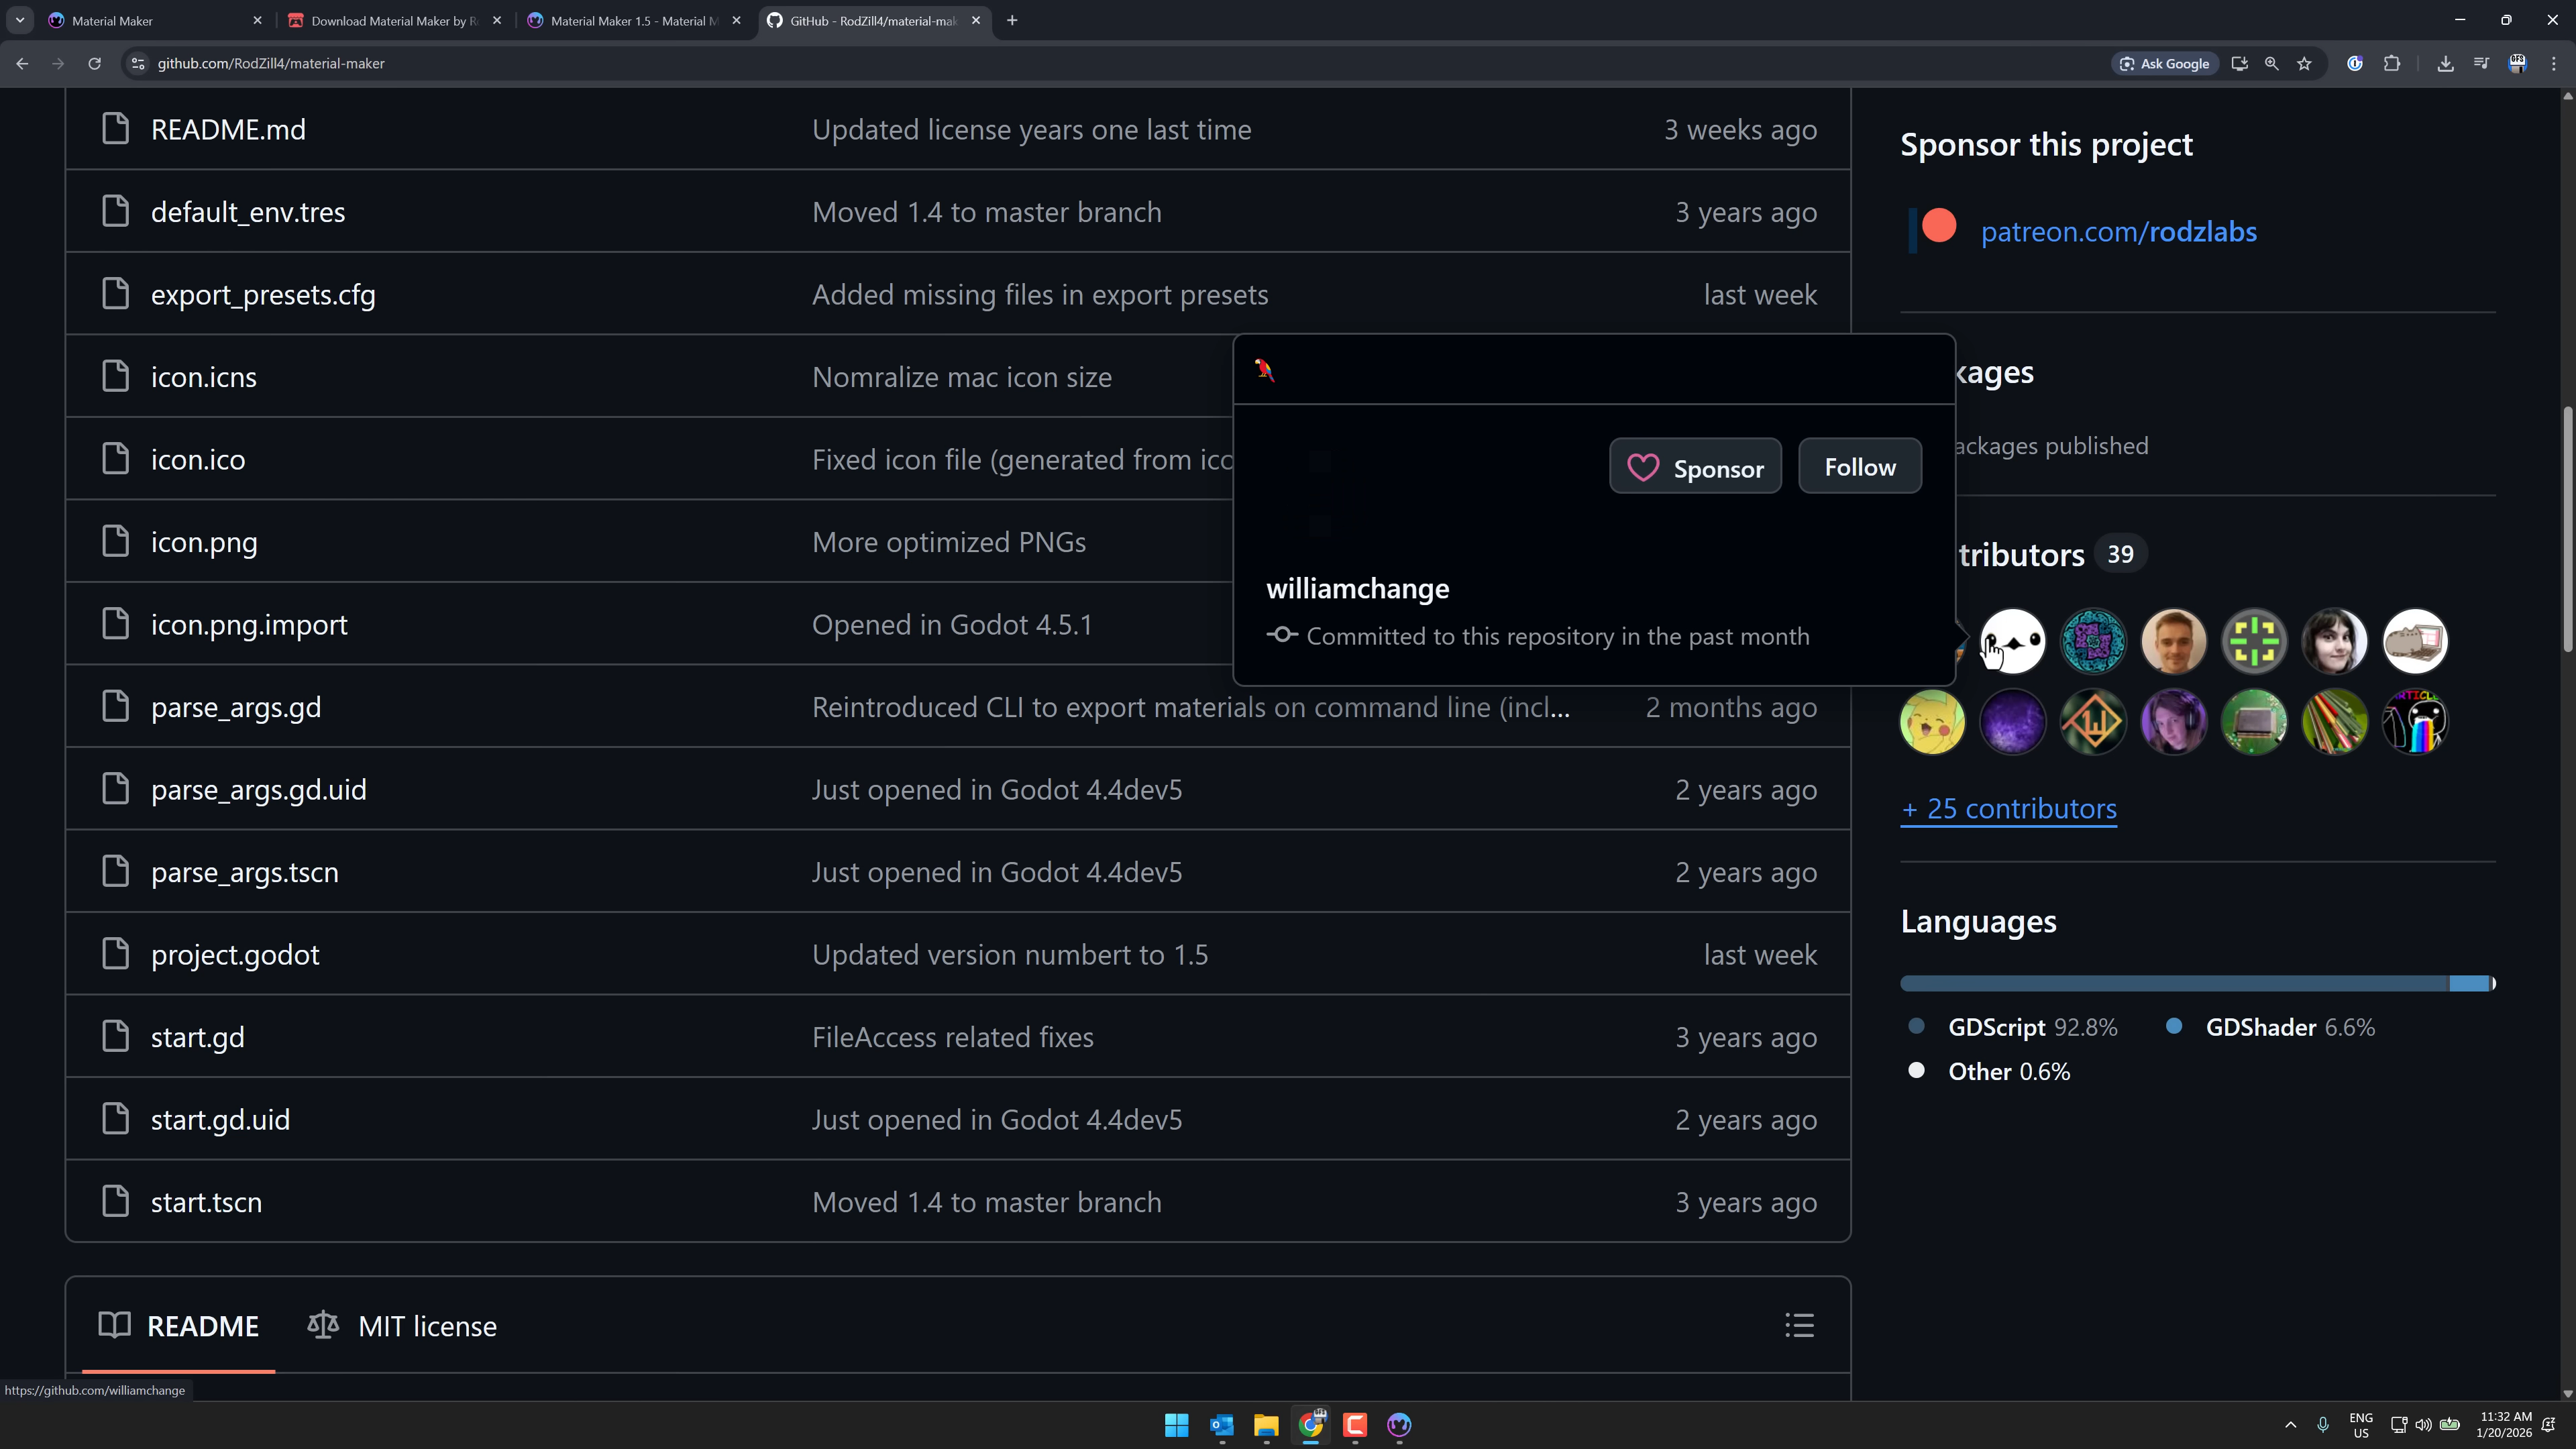 Material Maker
Download Material Maker by R
Material Maker 1.5 - Material M
GitHub - RodZill4/material-mak
github.com/RodZill4/material-maker
Ask Google
README.md
Updated license years one last time
3 weeks ago
default_env.tres
Moved 1.4 to master branch
3 years ago
export_presets.cfg
Added missing files in export presets
last week
icon.icns
Nomralize mac icon size
icon.ico
Fixed icon file (generated from ico
icon.png
More optimized PNGs
icon.png.import
Opened in Godot 4.5.1
parse_args.gd
Reintroduced CLI to export materials on command line (incl...
2 months ago
parse_args.gd.uid
Just opened in Godot 4.4dev5
2 years ago
parse_args.tscn
Just opened in Godot 4.4dev5
2 years ago
project.godot
Updated version numbert to 1.5
last week
start.gd
FileAccess related fixes
3 years ago
start.gd.uid
Just opened in Godot 4.4dev5
2 years ago
start.tscn
Moved 1.4 to master branch
3 years ago
README
MIT license
Sponsor
Follow
williamchange
Committed to this repository in the past month
Sponsor this project
patreon.com/rodzlabs
kages
ackages published
tributors 39
+ 25 contributors
Languages
GDScript 92.8%
GDShader 6.6%
Other 0.6%
https://github.com/williamchange
ENG
US
11:32 AM
1/20/2026